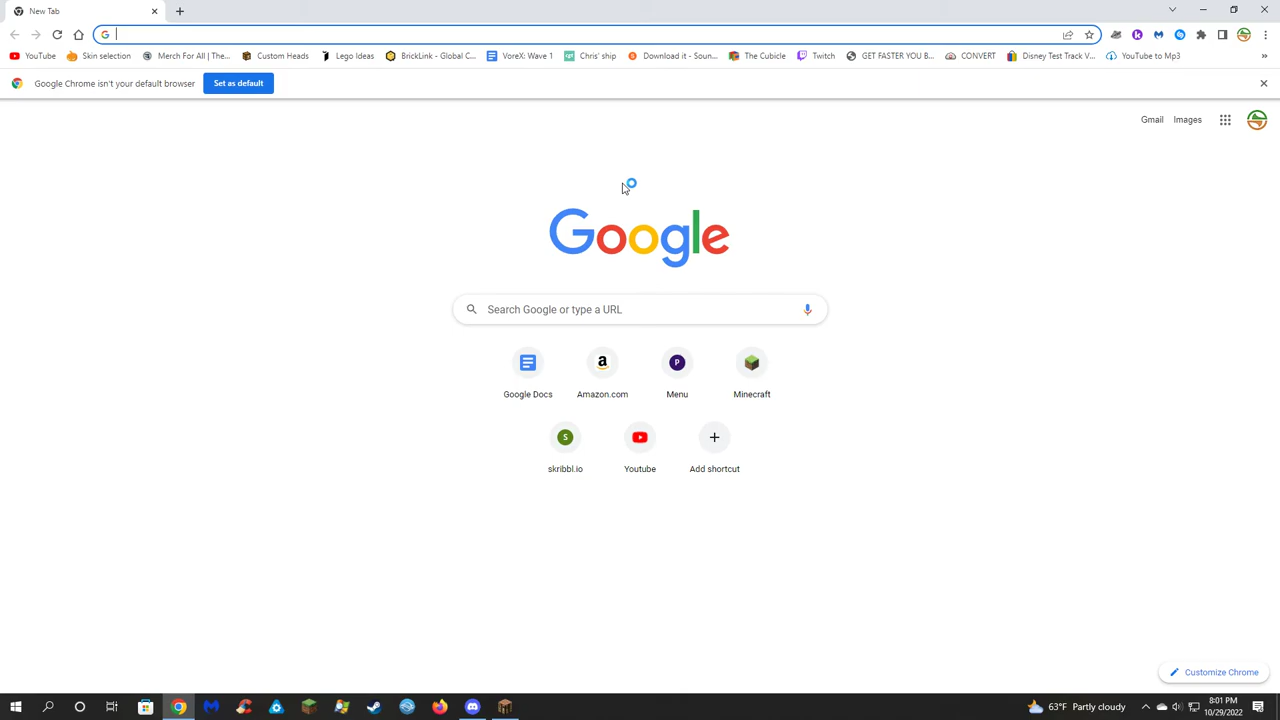 New Tab
YouTube Skin selection Merch For All | The... Custom Heads Lego Ideas BrickLink - Global C... VoreX: Wave 1 Chris' ship Download it - Soun... The Cubicle Twitch GET FASTER YOU B... CONVERT Disney Test Track V... YouTube to Mp3 »
Google Chrome isn't your default browser Set as default
Gmail Images
Google
Search Google or type a URL
Google Docs Amazon.com Menu Minecraft
skribbl.io Youtube Add shortcut
Customize Chrome
63°F Partly cloudy 8:01 PM
10/29/2022